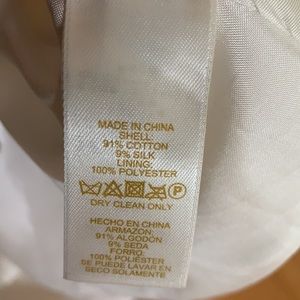 MADE IN CHINA
SHELL:
91% COTTON
9% SILK
LINING:
100% POLYESTER
P
DRY CLEAN ONLY
HECHO EN CHINA
ARMAZON:
91% ALGODON
9% SEDA
FORRO:
100% POLIESTER
SE PUEDE LAVAR EN
SECO SOLAMENTE